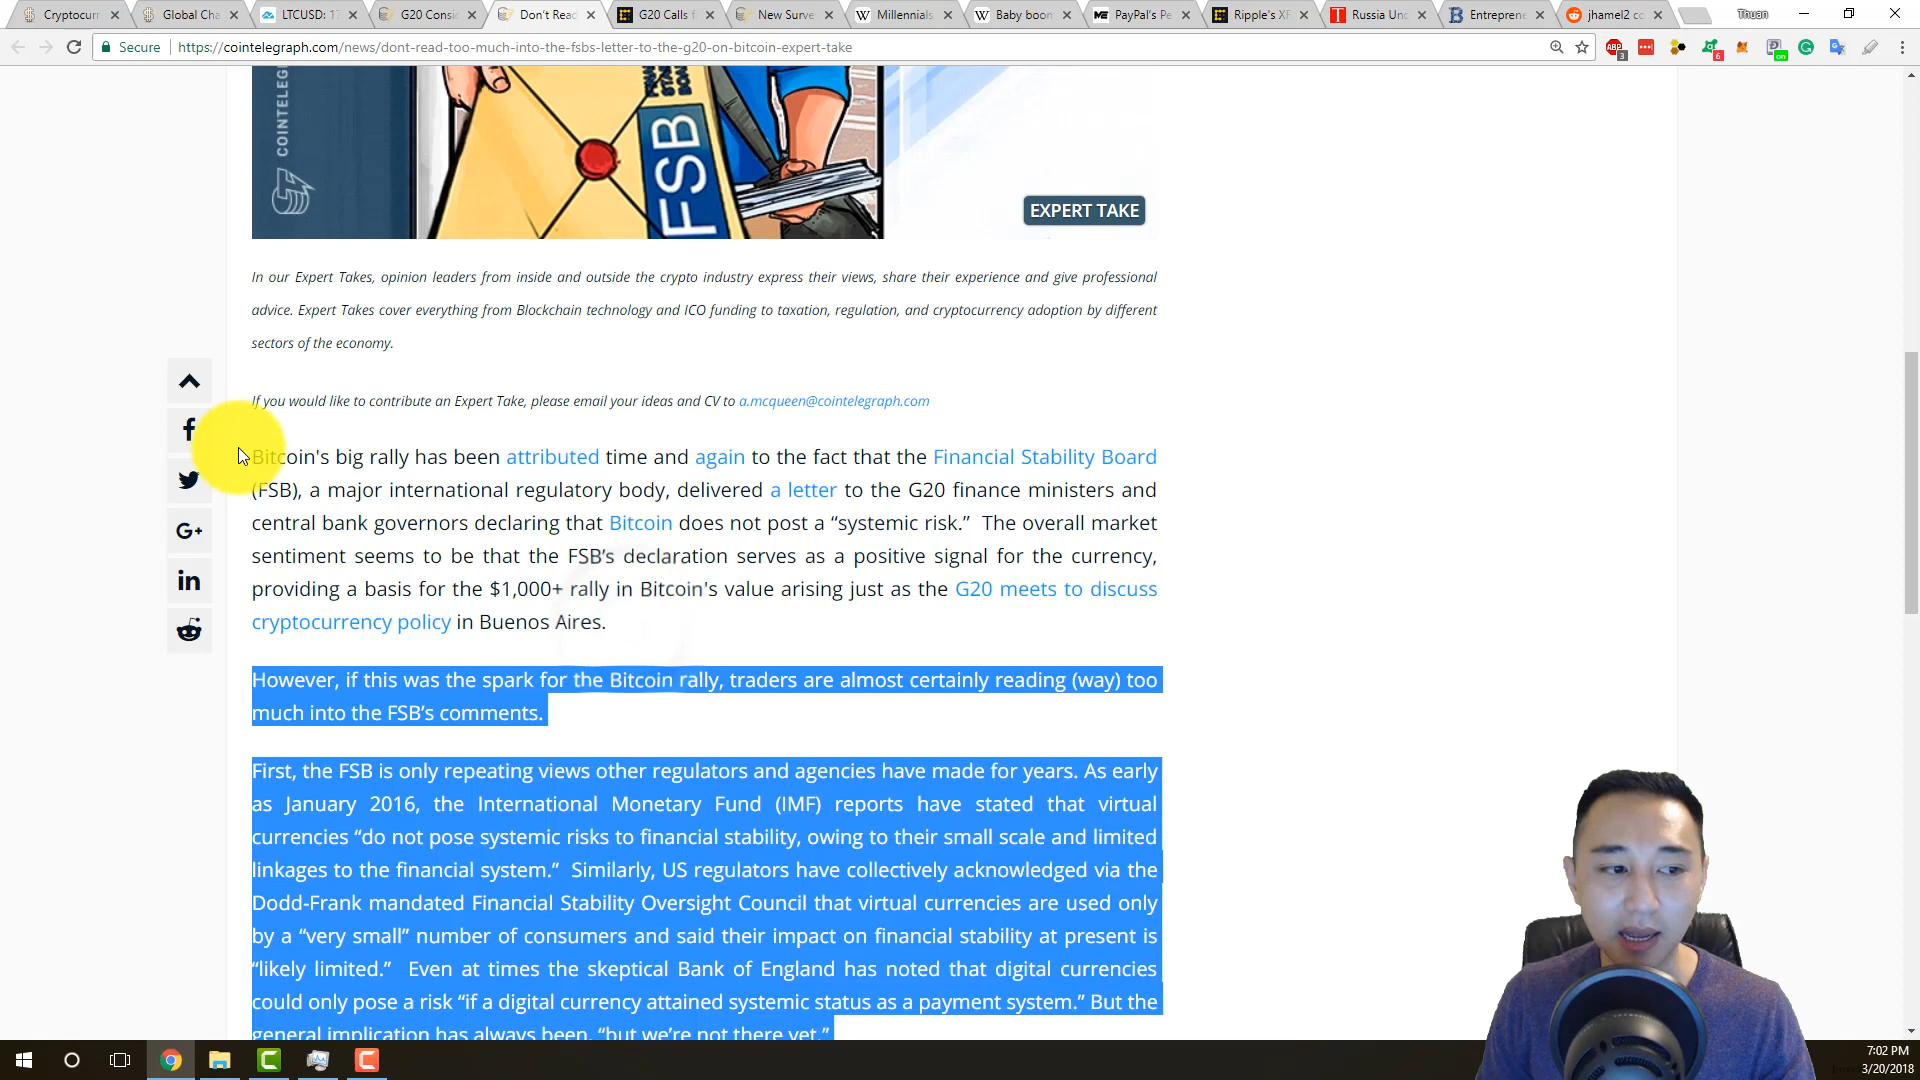 Cryptocurr
Global Cha
LTCUSD: 17
G20 Consid
Don't Read
G20 Calls f
New Surve
Millennials
Baby boom
PayPal's Pe
Ripple's XR
Russia Unc
Entreprene
jhamel2 co
Thuan
Secure
https://cointelegraph.com/news/dont-read-too-much-into-the-fsbs-letter-to-the-g20-on-bitcoin-expert-take
COINTELEGR
FSB
EXPERT TAKE
In our Expert Takes, opinion leaders from inside and outside the crypto industry express their views, share their experience and give professional
advice. Expert Takes cover everything from Blockchain technology and ICO funding to taxation, regulation, and cryptocurrency adoption by different
sectors of the economy.
If you would like to contribute an Expert Take, please email your ideas and CV to a.mcqueen@cointelegraph.com
Bitcoin's big rally has been attributed time and again to the fact that the Financial Stability Board
(FSB), a major international regulatory body, delivered a letter to the G20 finance ministers and
central bank governors declaring that Bitcoin does not post a “systemic risk.” The overall market
sentiment seems to be that the FSB’s declaration serves as a positive signal for the currency,
providing a basis for the $1,000+ rally in Bitcoin's value arising just as the G20 meets to discuss
cryptocurrency policy in Buenos Aires.
However, if this was the spark for the Bitcoin rally, traders are almost certainly reading (way) too
much into the FSB’s comments.
First, the FSB is only repeating views other regulators and agencies have made for years. As early
as January 2016, the International Monetary Fund (IMF) reports have stated that virtual
currencies “do not pose systemic risks to financial stability, owing to their small scale and limited
linkages to the financial system.” Similarly, US regulators have collectively acknowledged via the
Dodd-Frank mandated Financial Stability Oversight Council that virtual currencies are used only
by a “very small” number of consumers and said their impact on financial stability at present is
“likely limited.” Even at times the skeptical Bank of England has noted that digital currencies
could only pose a risk “if a digital currency attained systemic status as a payment system.” But the
general implication has always been, “but we’re not there yet.”
7:02 PM
3/20/2018